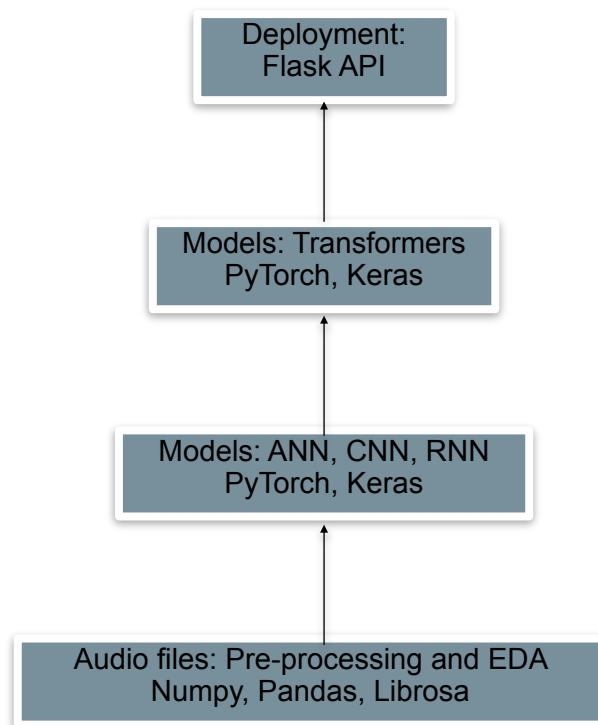 Deployment:
Flask API
Models: Transformers
PyTorch, Keras
Models: ANN, CNN, RNN
PyTorch, Keras
Audio files: Pre-processing and EDA
Numpy, Pandas, Librosa